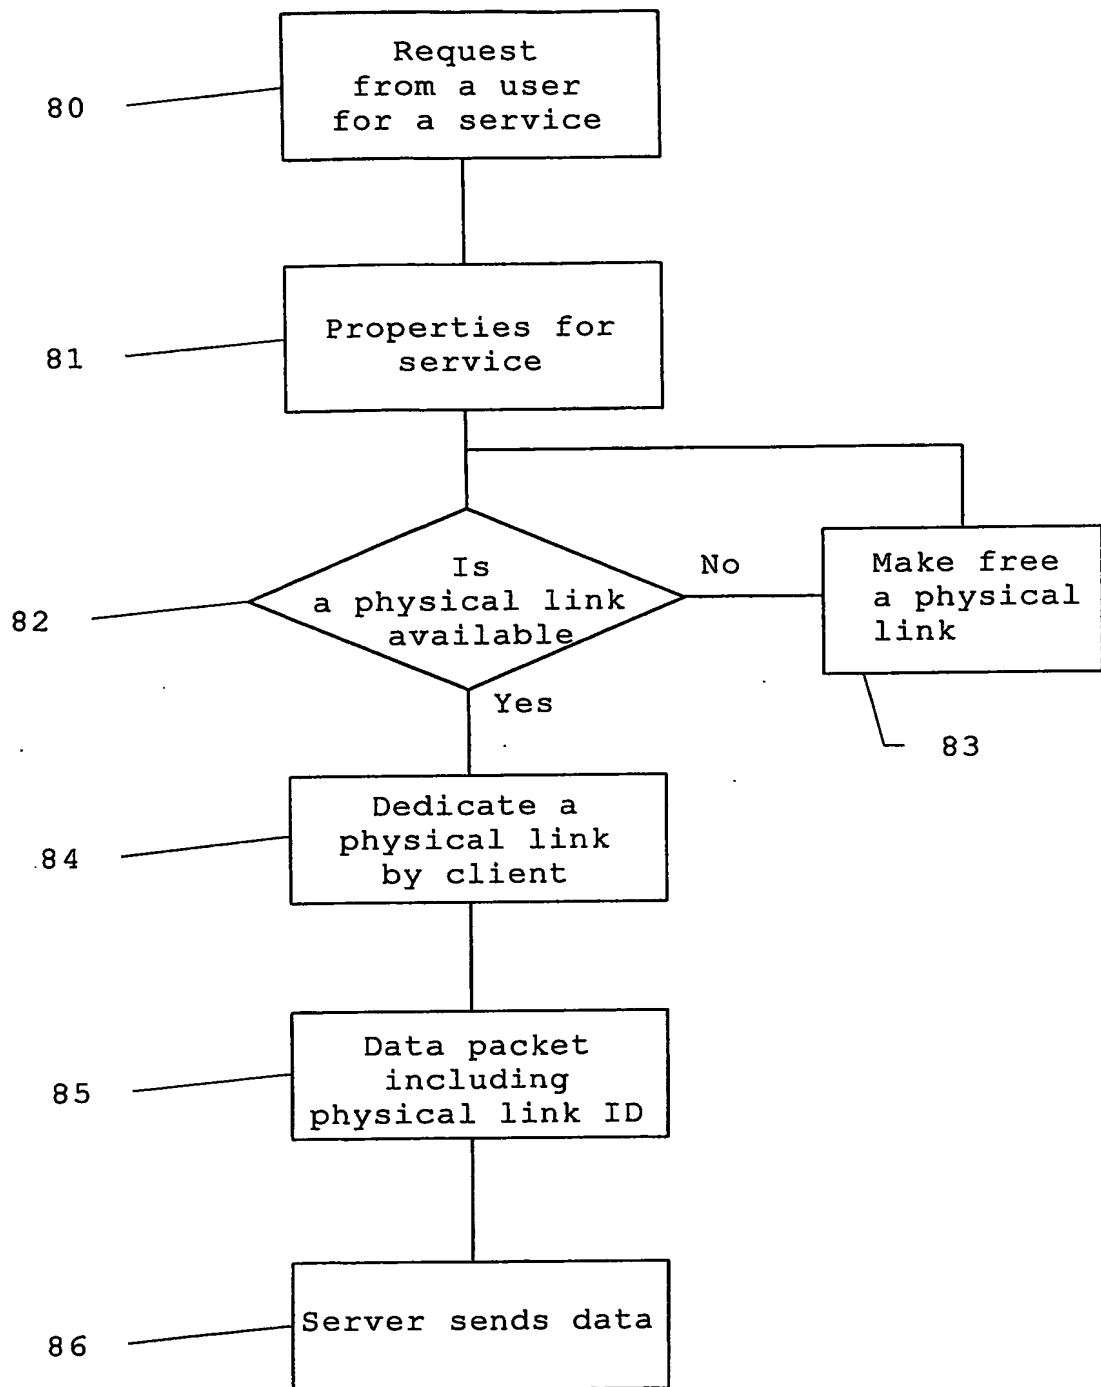 Request
from a user
for a service
80
Properties for
service
81
Is
a physical link
available
82
No
Make free
a physical
link
83
Yes
Dedicate a
physical link
by client
84
Data packet
including
physical link ID
85
Server sends data
86